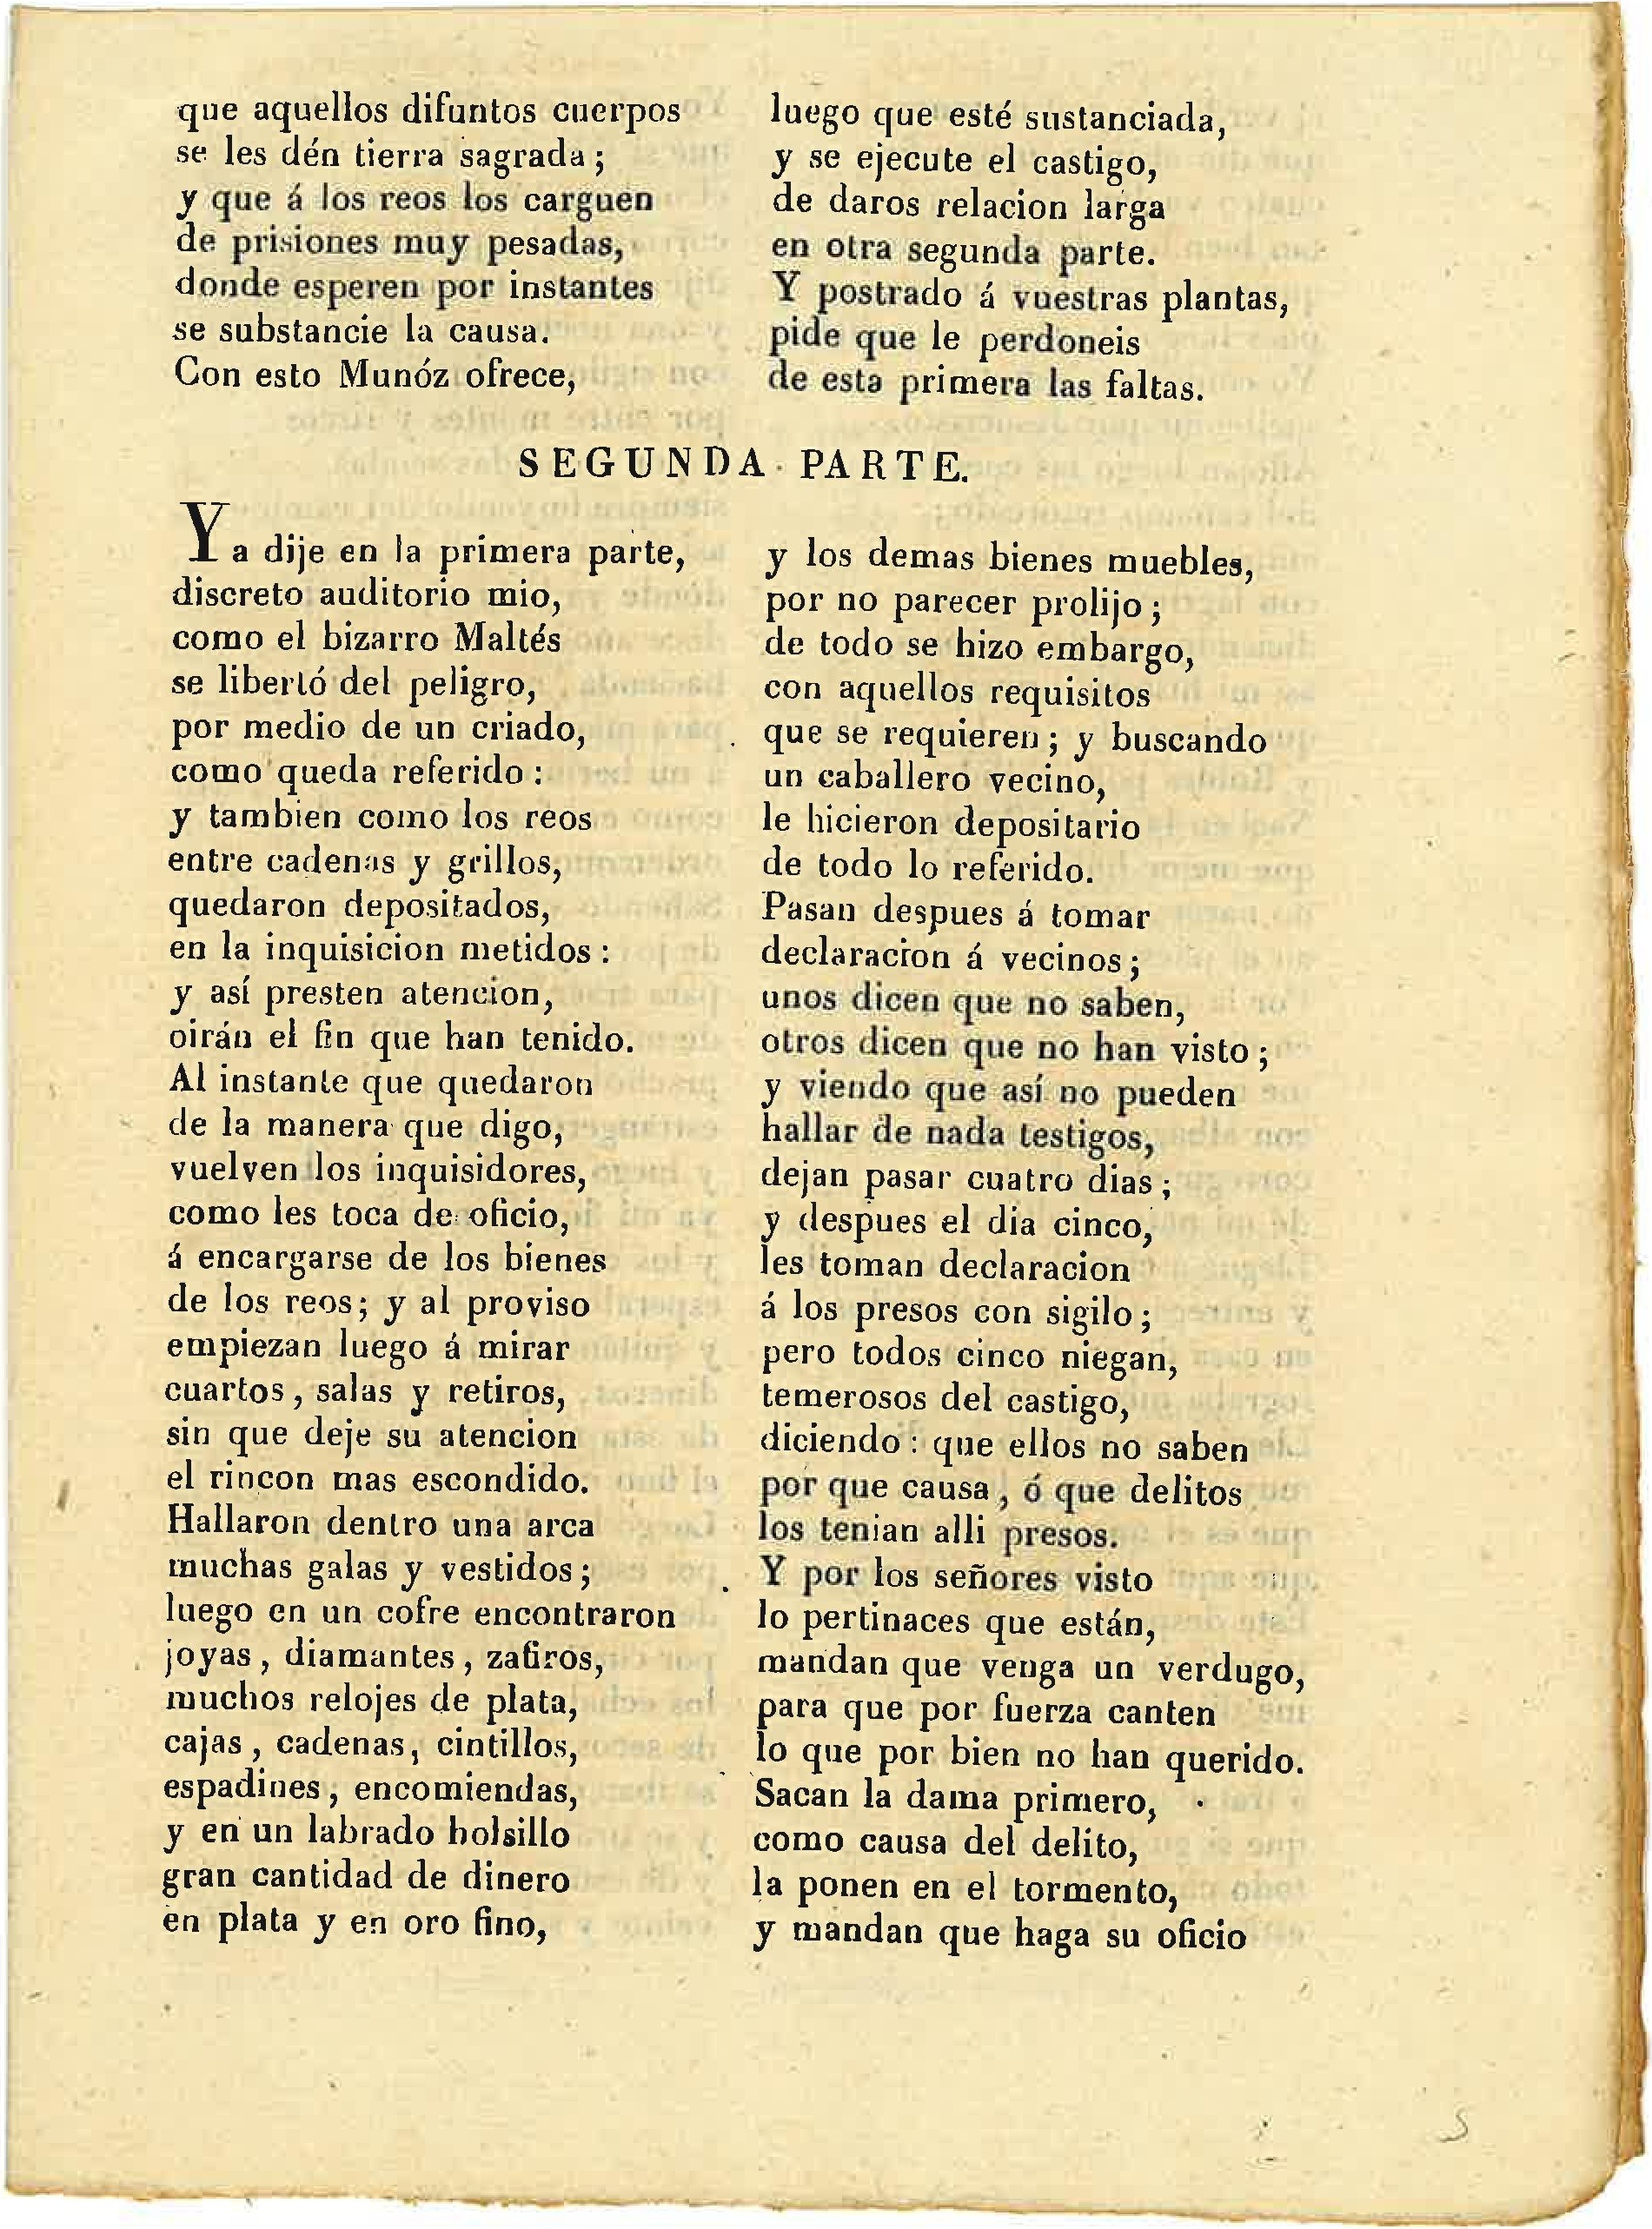 que aquellos difuntos cuerpos
se les dén tierra sagrada;
y que á los reos los carguen
de prisiones muy pesadas,
donde esperen por instantes
se substancie la causa.
Con esto Munóz ofrece,
luego que esté sustanciada,
y se ejecute el castigo,
de daros relacion larga
en otra segunda parte.
Y postrado á vuestras plantas,
pide que le perdoneis
de esta primera las faltas.
SEGUNDA PARTE.
Ya dije en la primera parte,
discreto auditorio mio,
como el bizarro Maltés
se libertó del peligro,
por medio de un criado,
como queda referido:
y tambien como los reos
entre cadenas y grillos,
quedaron depositados,
en la inquisicion metidos:
y así presten atencion,
oirán el fin que han tenido.
Al instante que quedaron
de la manera que digo,
vuelven los inquisidores,
como les toca de oficio,
á encargarse de los bienes
de los reos; y al proviso
empiezan luego á mirar
cuartos, salas y retiros,
sin que deje su atencion
el rincon mas escondido.
Hallaron dentro una arca
muchas galas y vestidos;
luego en un cofre encontraron
joyas, diamantes, zafiros,
muchos relojes de plata,
cajas, cadenas, cintillos,
espadines, encomiendas,
y en un labrado bolsillo
gran cantidad de dinero
en plata y en oro fino,
y los demas bienes muebles,
por no parecer prolijo;
de todo se hizo embargo,
con aquellos requisitos
que se requieren; y buscando
un caballero vecino,
le hicieron depositario
de todo lo referido.
Pasan despues á tomar
declaracion á vecinos;
unos dicen que no saben,
otros dicen que no han visto;
y viendo que así no pueden
hallar de nada testigos,
dejan pasar cuatro dias;
y despues el dia cinco,
les toman declaracion
á los presos con sigilo;
pero todos cinco niegan,
temerosos del castigo,
diciendo: que ellos no saben
por que causa, ó que delitos
los tenian alli presos.
Y por los señores visto
lo pertinaces que están,
mandan que venga un verdugo,
para que por fuerza canten
lo que por bien no han querido.
Sacan la dama primero,
como causa del delito,
la ponen en el tormento,
y mandan que haga su oficio